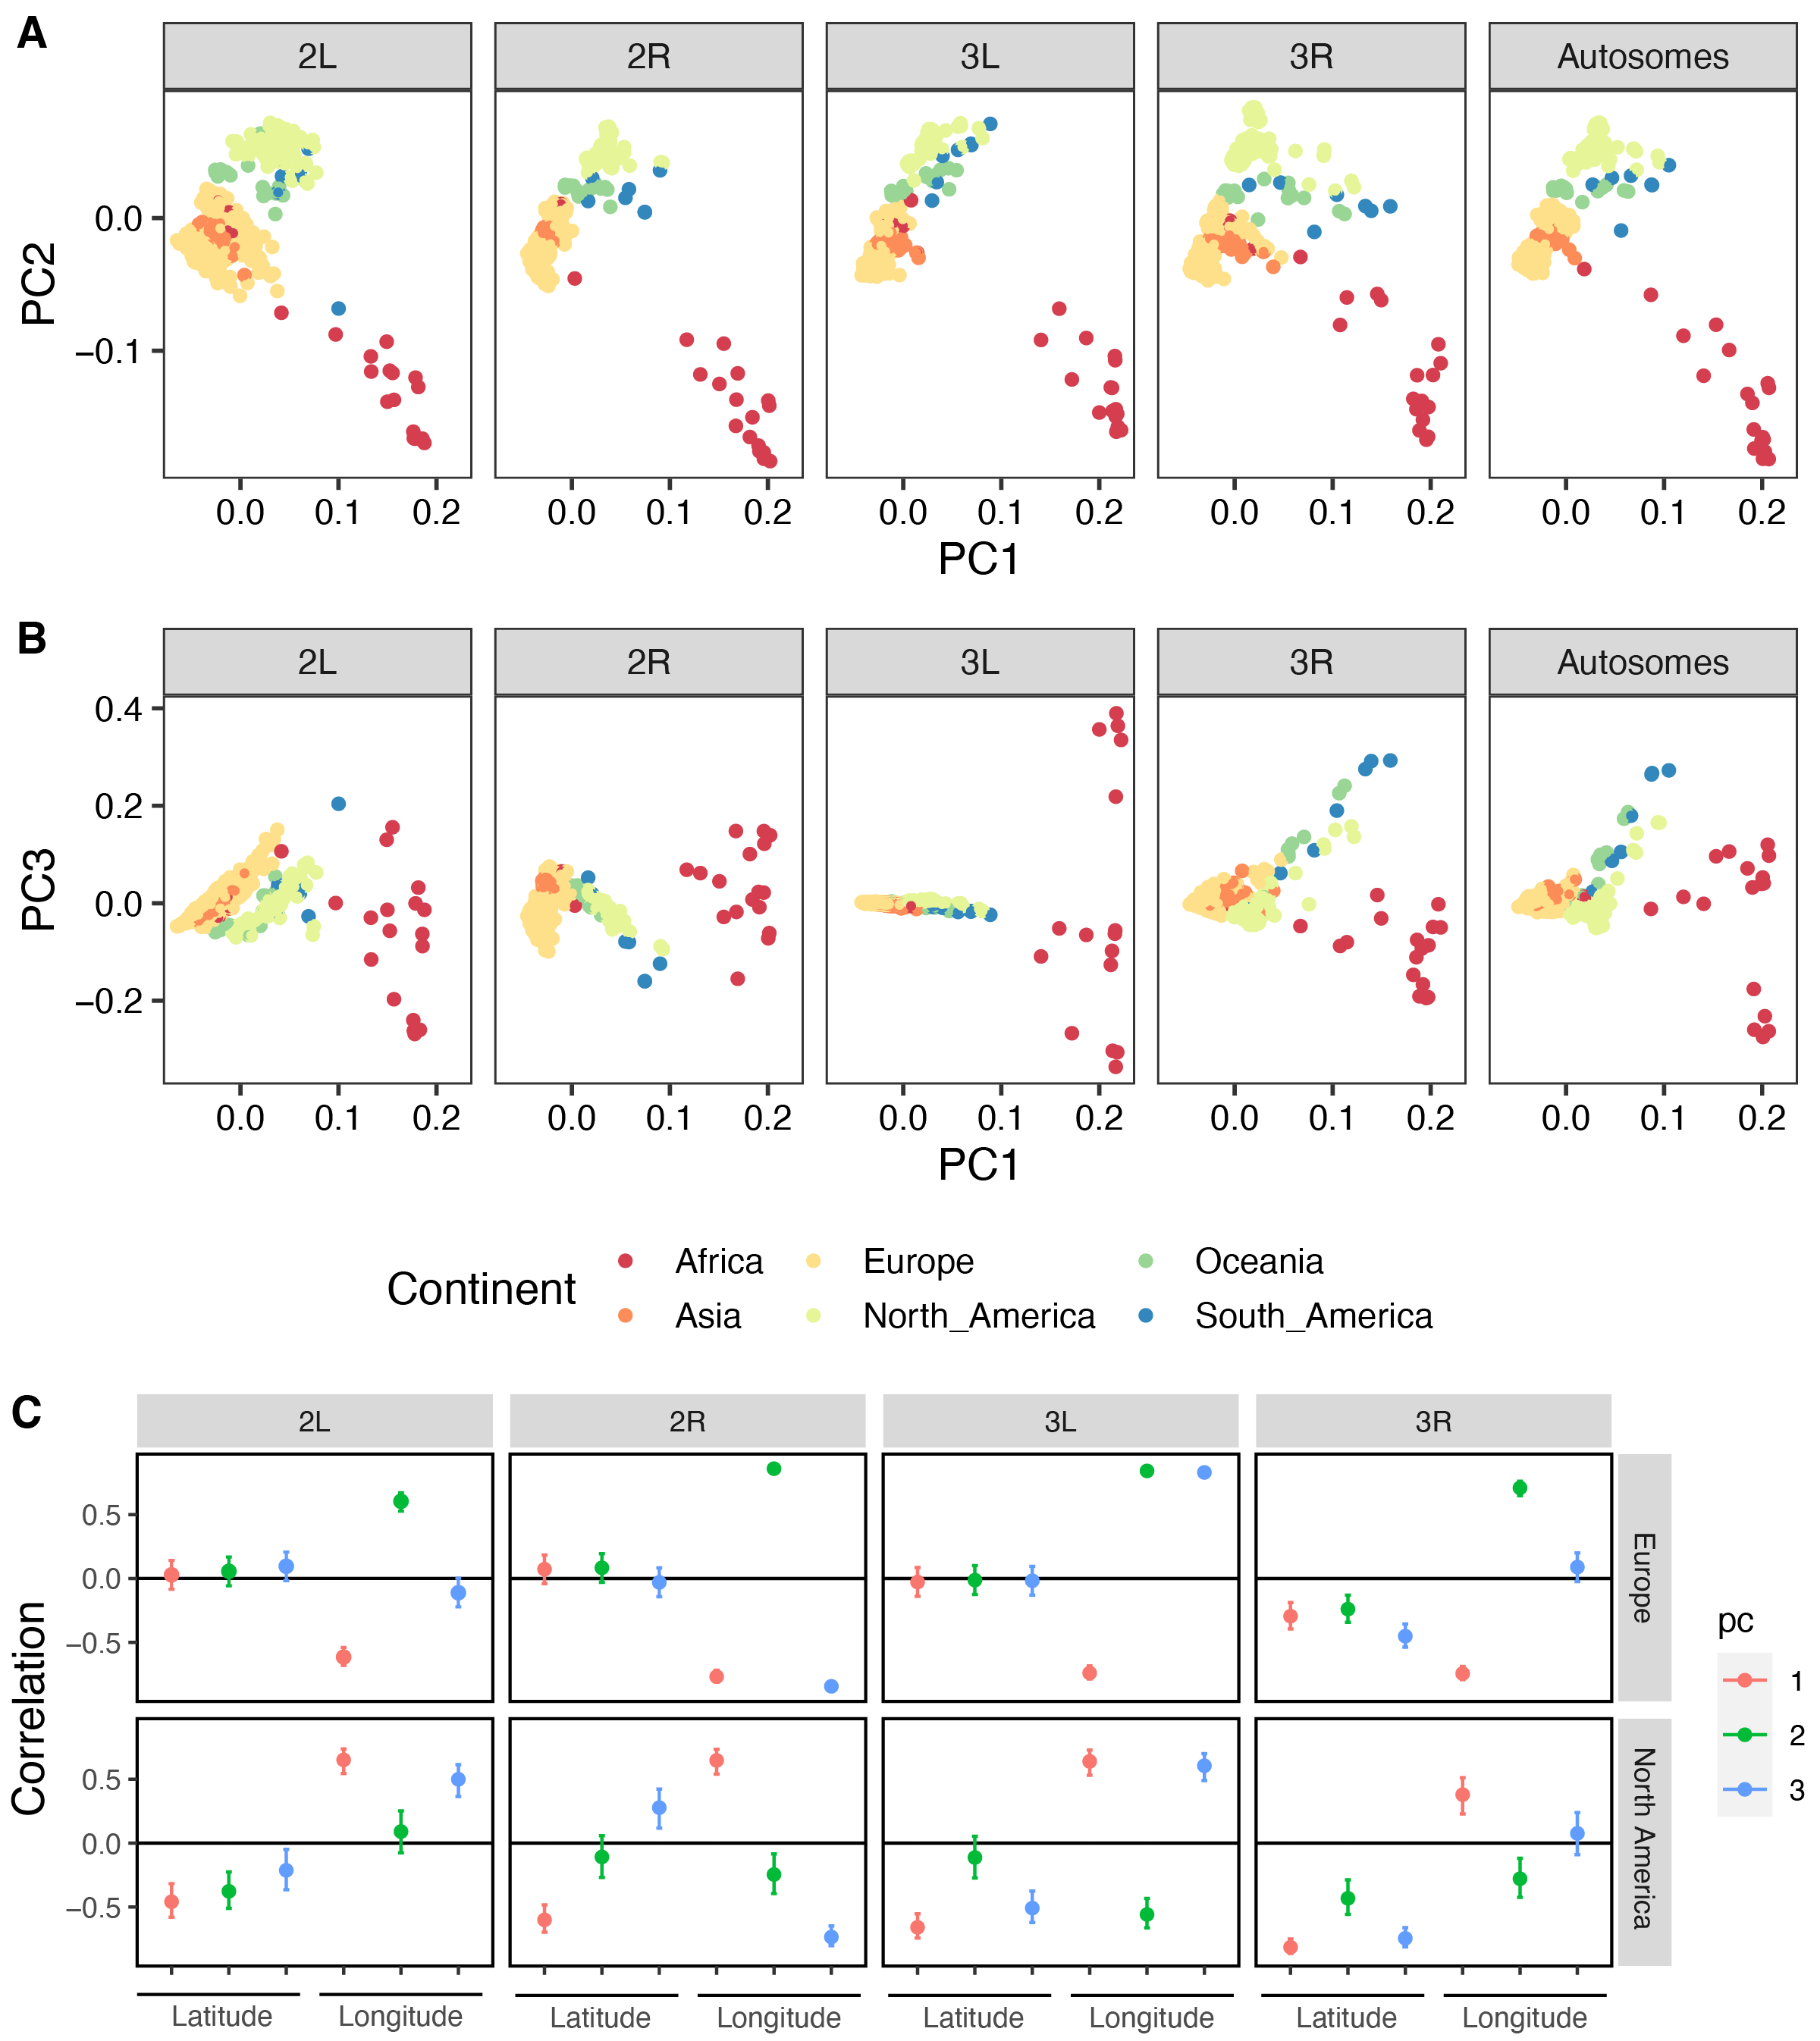 A
2L 2R 3L 3R Autosomes
0.0
−0.1
PC2
0.0 0.1 0.2 0.0 0.1 0.2 0.0 0.1 0.2 0.0 0.1 0.2 0.0 0.1 0.2
PC1
B
2L 2R 3L 3R Autosomes
0.4
0.2
0.0
−0.2
PC3
0.0 0.1 0.2 0.0 0.1 0.2 0.0 0.1 0.2 0.0 0.1 0.2 0.0 0.1 0.2
PC1
Continent
Africa Europe Oceania
Asia North_America South_America
C
2L 2R 3L 3R
0.5
0.0
−0.5
Europe
0.5
0.0
−0.5
North America
Correlation
Latitude Longitude Latitude Longitude Latitude Longitude Latitude Longitude
pc
1
2
3